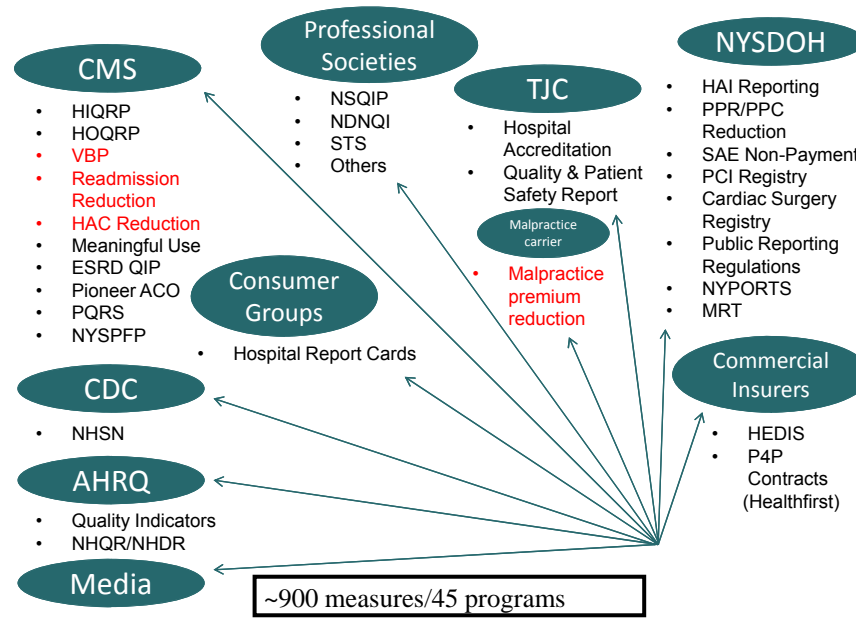 CMS
• HIQRP
• HOQRP
• VBP
• Readmission
Reduction
• HAC Reduction
• Meaningful Use
• ESRD QIP
• Pioneer ACO
• PQRS
• NYSPFP
Professional
Societies
• NSQIP
• NDNQI
• STS
• Others
TJC
• Hospital
Accreditation
• Quality & Patient
Safety Report
Malpractice
carrier
• Malpractice
premium
reduction
NYSDOH
• HAI Reporting
• PPR/PPC
Reduction
• SAE Non-Payment
• PCI Registry
• Cardiac Surgery
Registry
• Public Reporting
Regulations
• NYPORTS
• MRT
Consumer
Groups
• Hospital Report Cards
Commercial
Insurers
• HEDIS
• P4P
Contracts
(Healthfirst)
CDC
• NHSN
AHRQ
• Quality Indicators
• NHQR/NHDR
Media
~900 measures/45 programs